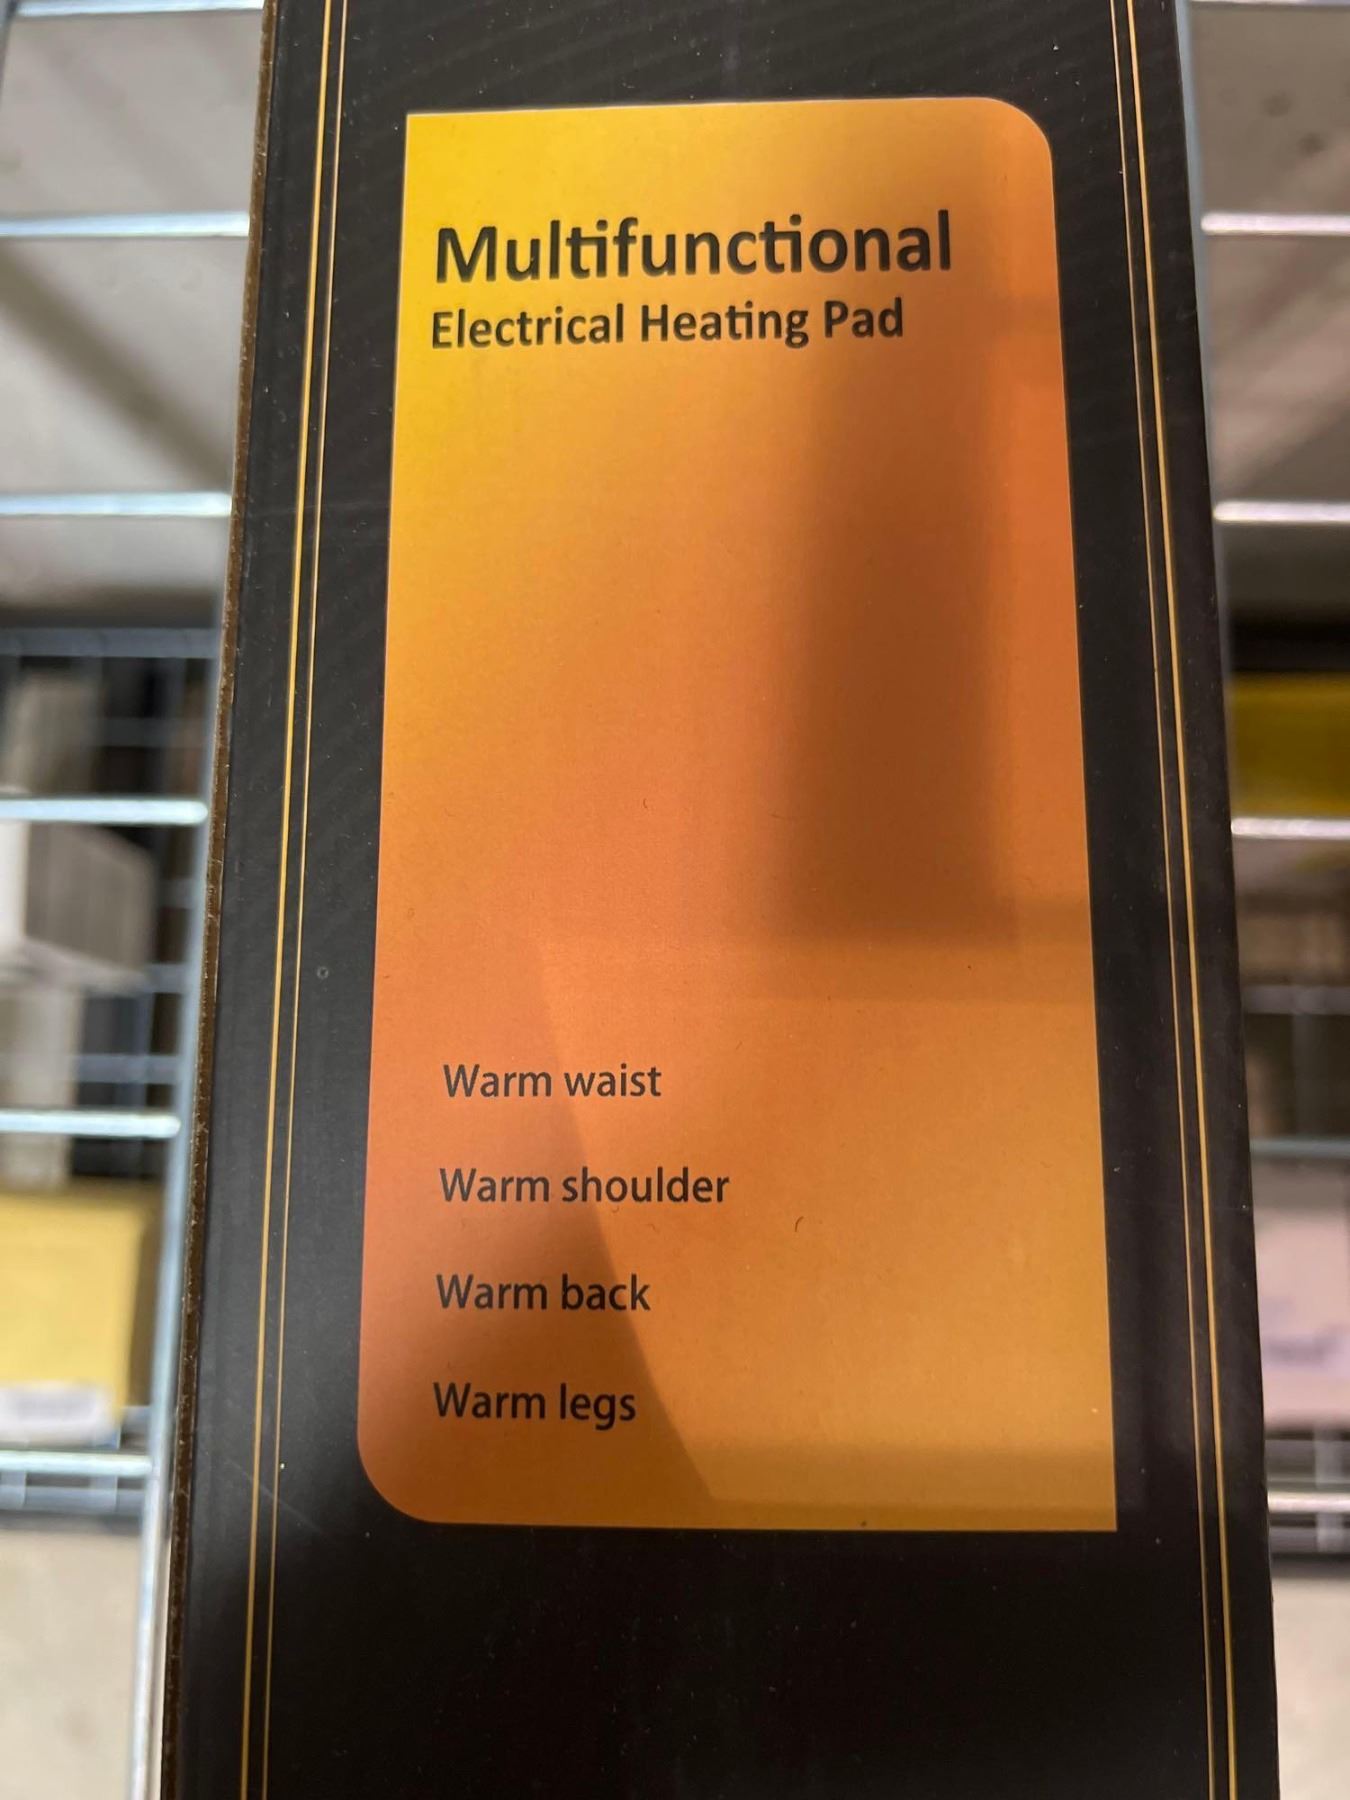 Multifunctional
Electrical Heating Pad
Warm waist
Warm shoulder
Warm back
Warm legs